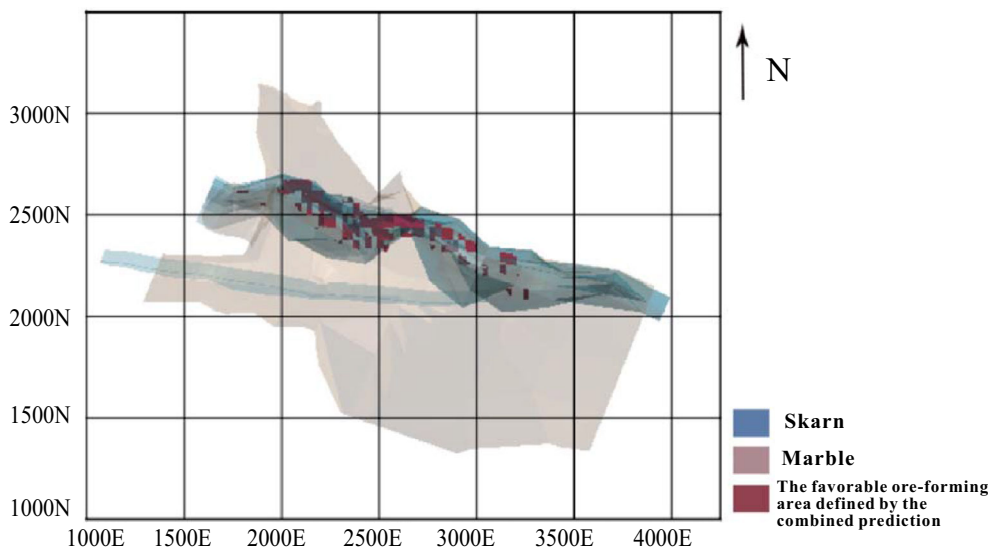 N
3000N
2500N
2000N
1500N
1000N
1000E 1500E 2000E 2500E 3000E 3500E 4000E
Skarn
Marble
The favorable ore-forming
area defined by the
combined prediction